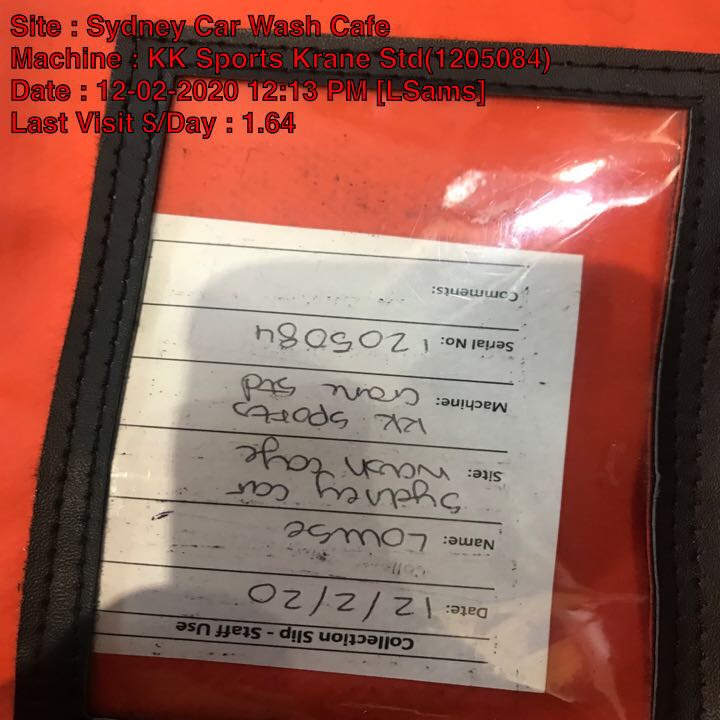 Site : Sydney Car Wash Cafe
Machine : KK Sports Krane Std(1205084)
Date : 12-02-2020 12:13 PM [LSams]
Last Visit $/Day : 1.64
Collection Slip - Staff Use
Date: 12/2/20
Name: Louise
Site: Sydney car
wash
Machine: KK sports
Crane Std
Serial No: 1205084
Comments: